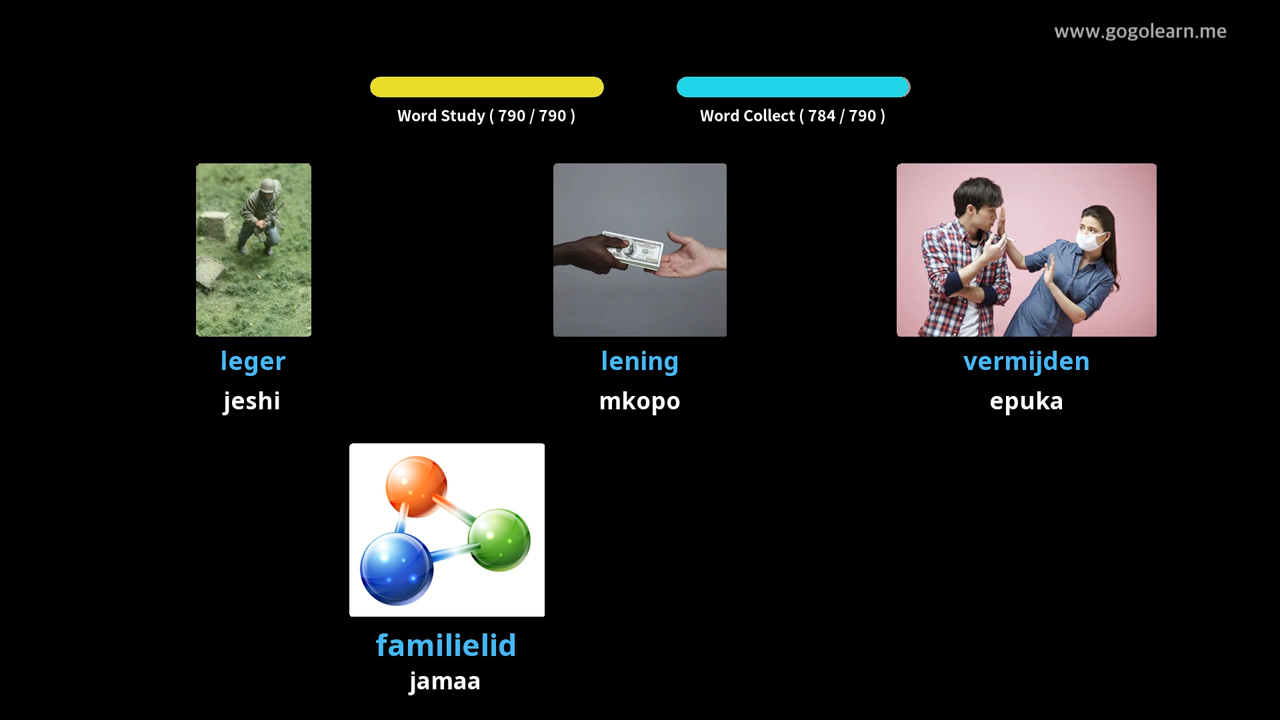 www.gogolearn.me
Word Study ( 790 / 790 )
Word Collect ( 784 / 790 )
leger
jeshi
lening
mkopo
vermijden
epuka
familielid
jamaa